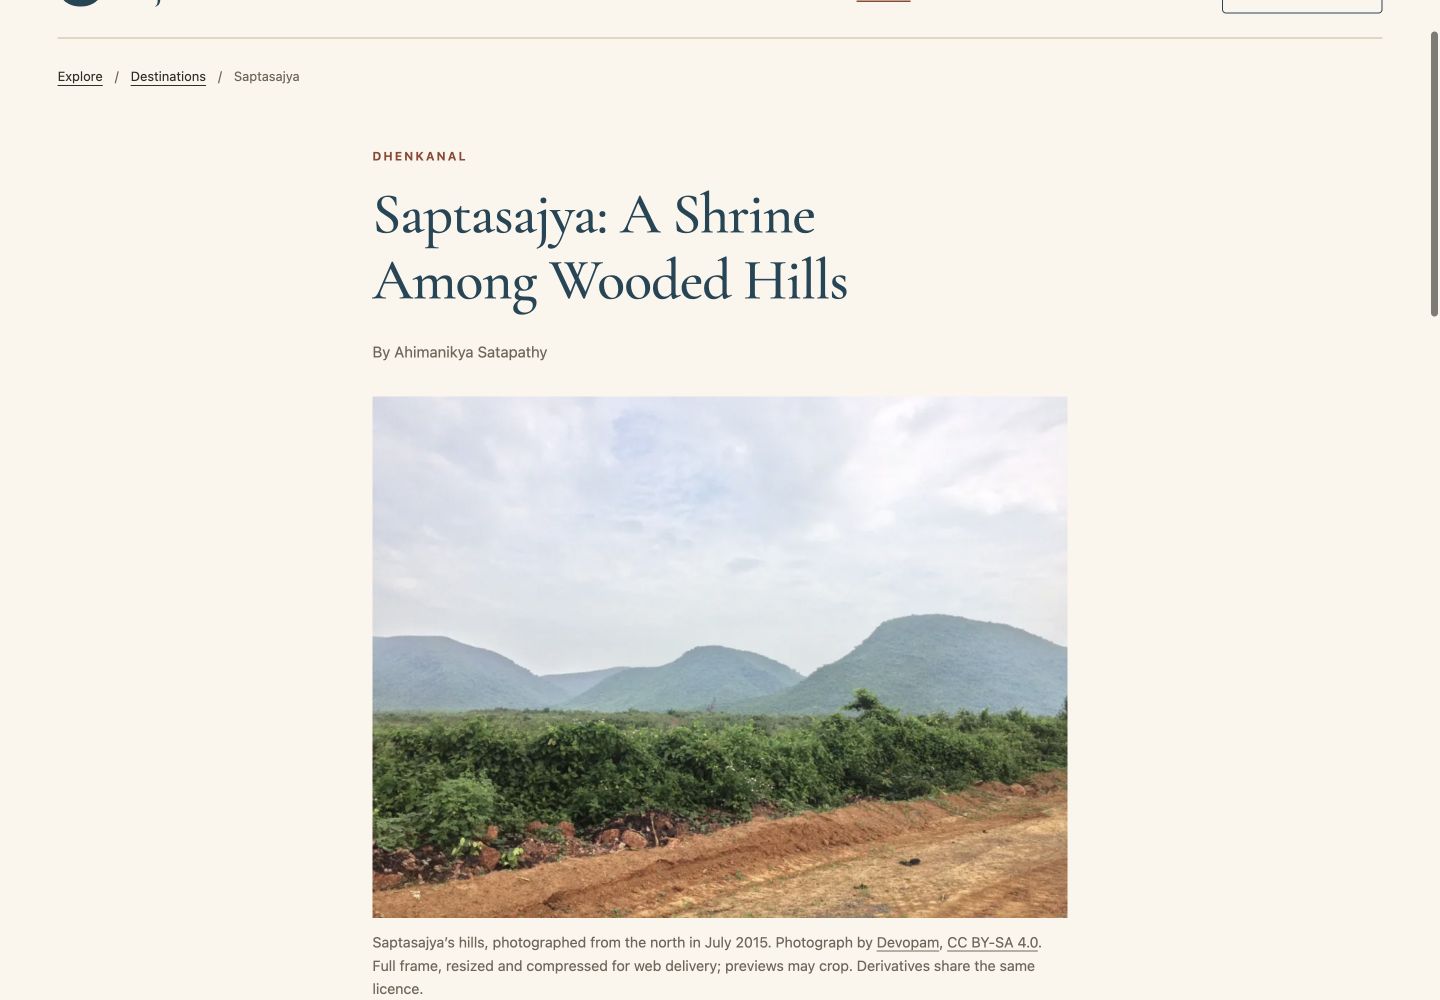 Explore / Destinations / Saptasajya
DHENKANAL
Saptasajya: A Shrine
Among Wooded Hills
By Ahimanikya Satapathy
Saptasajya’s hills, photographed from the north in July 2015. Photograph by Devopam, CC BY-SA 4.0.
Full frame, resized and compressed for web delivery; previews may crop. Derivatives share the same
licence.